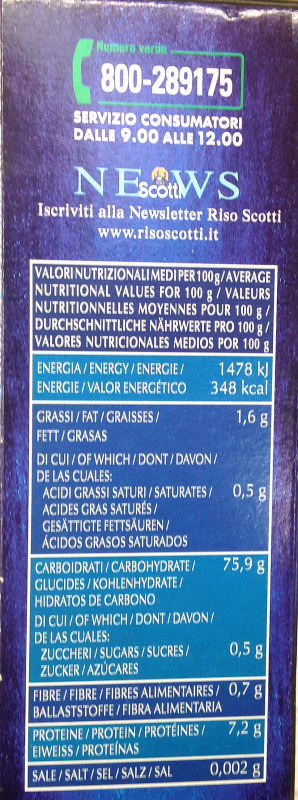 Numero verde
800-289175
SERVIZIO CONSUMATORI
DALLE 9.00 ALLE 12.00
NEWS
Scotti
Iscriviti alla Newsletter Riso Scotti
www.risoscotti.it
VALORI NUTRIZIONALI MEDI PER 100 g / AVERAGE
NUTRITIONAL VALUES FOR 100 g / VALEURS
NUTRITIONNELLES MOYENNES POUR 100 g /
DURCHSCHNITTLICHE NÄHRWERTE PRO 100 g /
VALORES NUTRICIONALES MEDIOS POR 100 g
ENERGIA / ENERGY / ENERGIE / 1478 kJ
ENERGIE / VALOR ENERGÉTICO 348 kcal
GRASSI / FAT / GRAISSES / 1,6 g
FETT / GRASAS
DI CUI / OF WHICH / DONT / DAVON /
DE LAS CUALES:
ACIDI GRASSI SATURI / SATURATES / 0,5 g
ACIDES GRAS SATURÉS /
GESÄTTIGTE FETTSÄUREN /
ÁCIDOS GRASOS SATURADOS
CARBOIDRATI / CARBOHYDRATE / 75,9 g
GLUCIDES / KOHLENHYDRATE /
HIDRATOS DE CARBONO
DI CUI / OF WHICH / DONT / DAVON /
DE LAS CUALES:
ZUCCHERI / SUGARS / SUCRES / 0,5 g
ZUCKER / AZÚCARES
FIBRE / FIBRE / FIBRES ALIMENTAIRES / 0,7 g
BALLASTSTOFFE / FIBRA ALIMENTARIA
PROTEINE / PROTEIN / PROTÉINES / 7,2 g
EIWEISS / PROTEÍNAS
SALE / SALT / SEL / SALZ / SAL 0,002 g